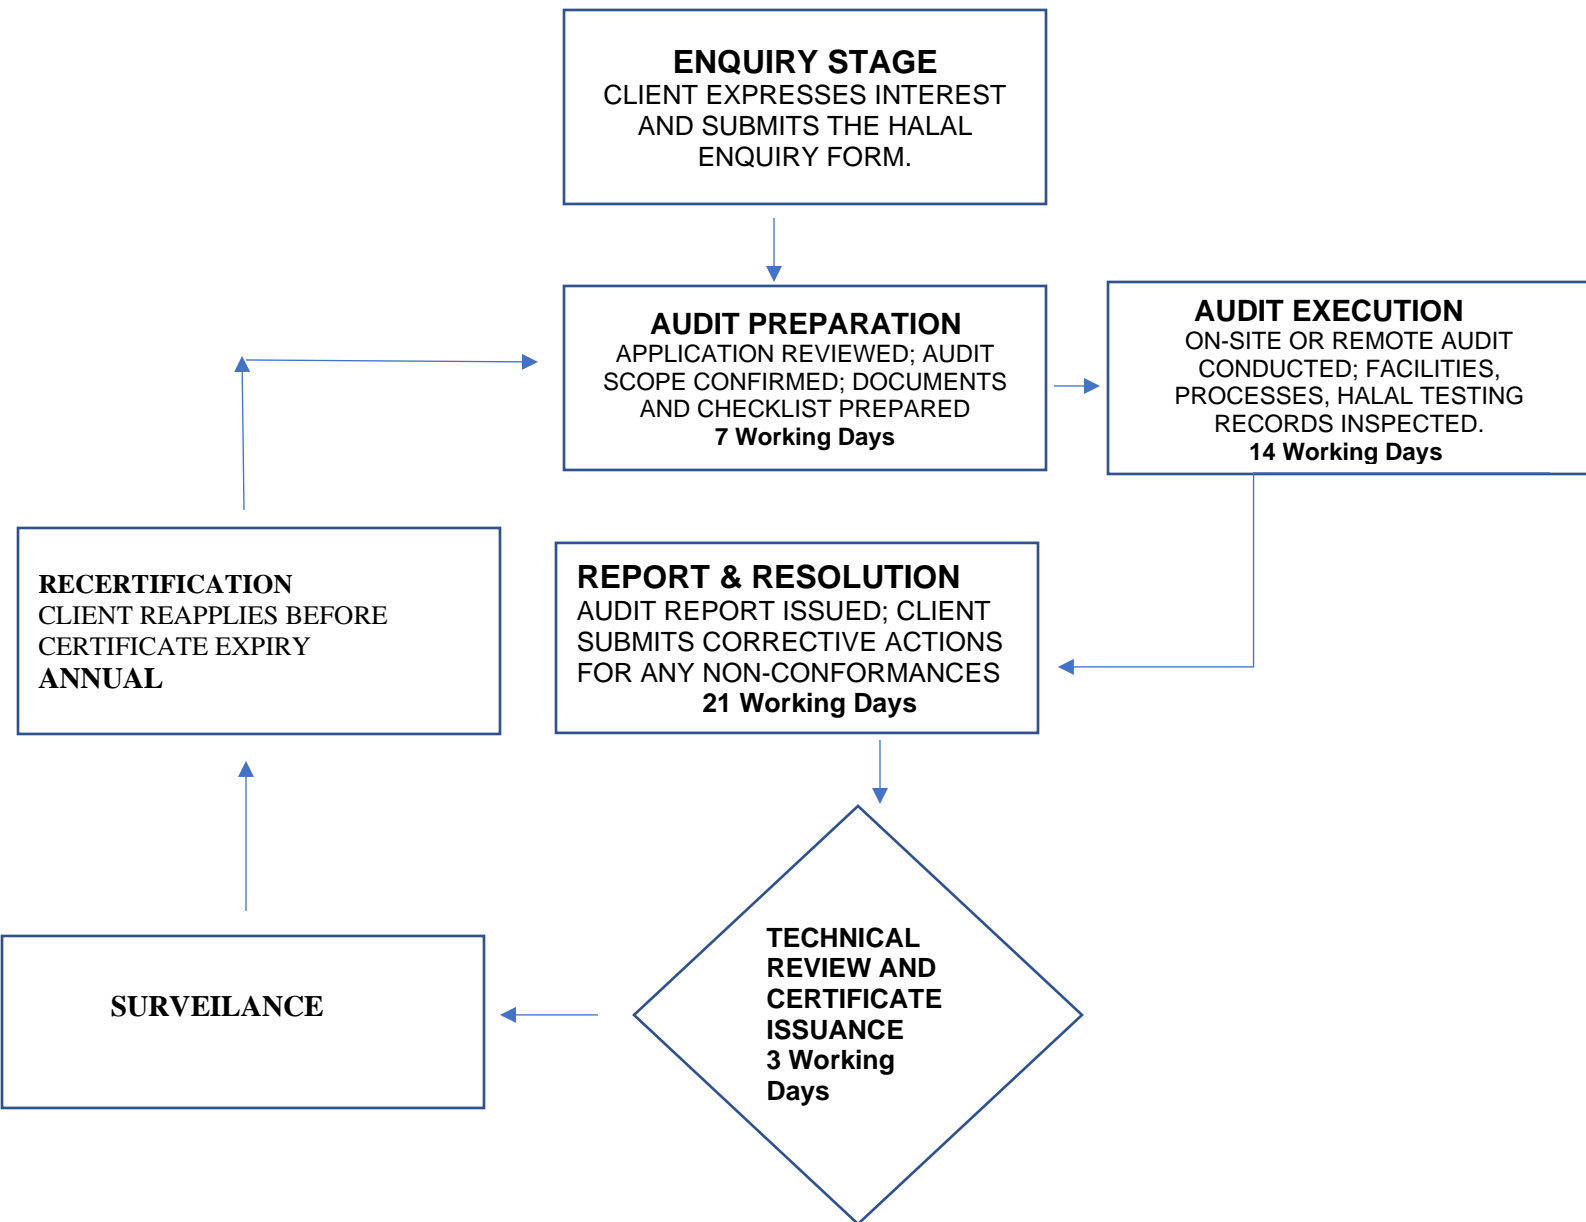 ENQUIRY STAGE
CLIENT EXPRESSES INTEREST
AND SUBMITS THE HALAL
ENQUIRY FORM.
AUDIT PREPARATION
APPLICATION REVIEWED; AUDIT
SCOPE CONFIRMED; DOCUMENTS
AND CHECKLIST PREPARED
7 Working Days
AUDIT EXECUTION
ON-SITE OR REMOTE AUDIT
CONDUCTED; FACILITIES,
PROCESSES, HALAL TESTING
RECORDS INSPECTED.
14 Working Days
REPORT & RESOLUTION
AUDIT REPORT ISSUED; CLIENT
SUBMITS CORRECTIVE ACTIONS
FOR ANY NON-CONFORMANCES
21 Working Days
TECHNICAL
REVIEW AND
CERTIFICATE
ISSUANCE
3 Working
Days
SURVEILANCE
RECERTIFICATION
CLIENT REAPPLIES BEFORE
CERTIFICATE EXPIRY
ANNUAL